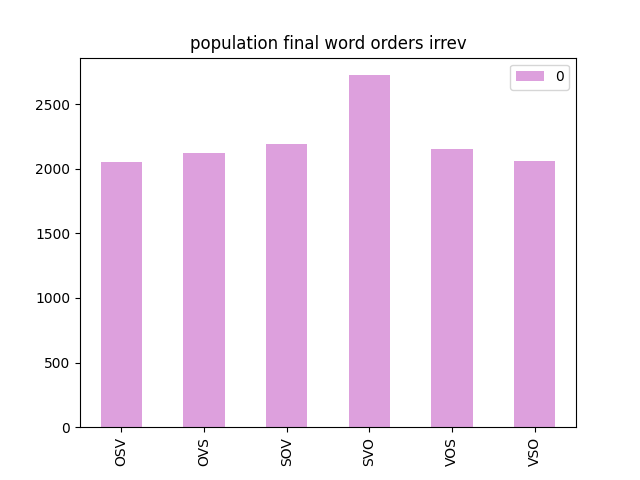 population final word orders irrev
0
2500
2000
1500
1000
500
0
OSV
OVS
SOV
SVO
VOS
VSO